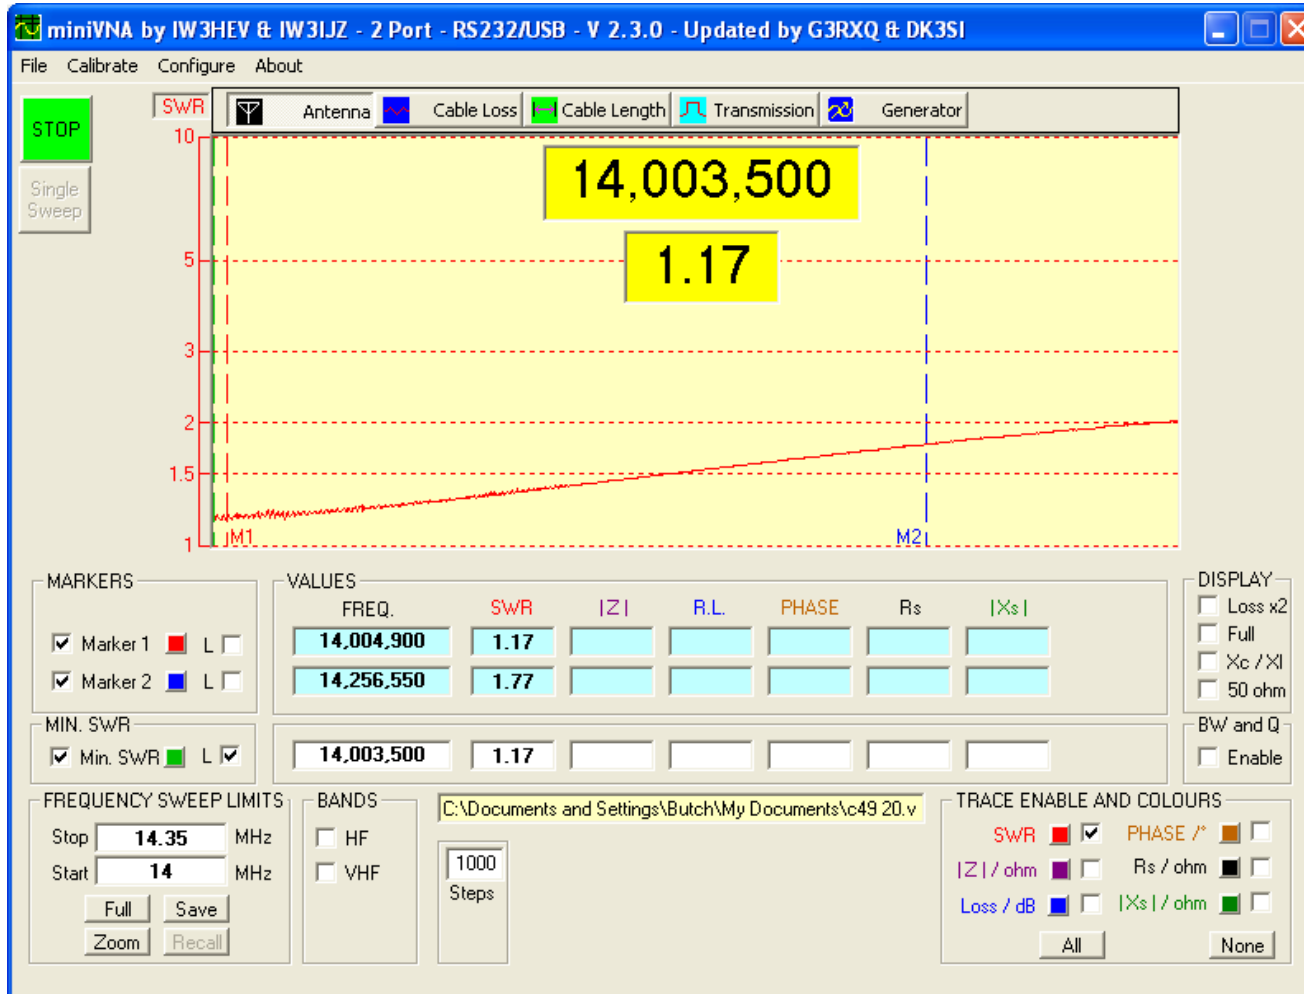 miniVNA by IW3HEV & IW3IJZ - 2 Port - RS232/USB - V 2.3.0 - Updated by G3RXQ & DK3SI
File Calibrate Configure About
STOP
Single
Sweep
SWR
Antenna Cable Loss Cable Length Transmission Generator
14,003,500
1.17
10
5
3
2
1.5
1
M1 M2
MARKERS
Marker 1 L
Marker 2 L
VALUES
FREQ. SWR |Z| R.L. PHASE Rs |Xs|
14,004,900 1.17
14,256,550 1.77
DISPLAY
Loss x2
Full
Xc / Xl
50 ohm
MIN. SWR
Min. SWR L
14,003,500 1.17
BW and Q
Enable
FREQUENCY SWEEP LIMITS
Stop 14.35 MHz
Start 14 MHz
Full Save
Zoom Recall
BANDS
HF
VHF
C:\Documents and Settings\Butch\My Documents\c49 20.v
1000
Steps
TRACE ENABLE AND COLOURS
SWR PHASE /°
|Z| / ohm Rs / ohm
Loss / dB |Xs| / ohm
All None